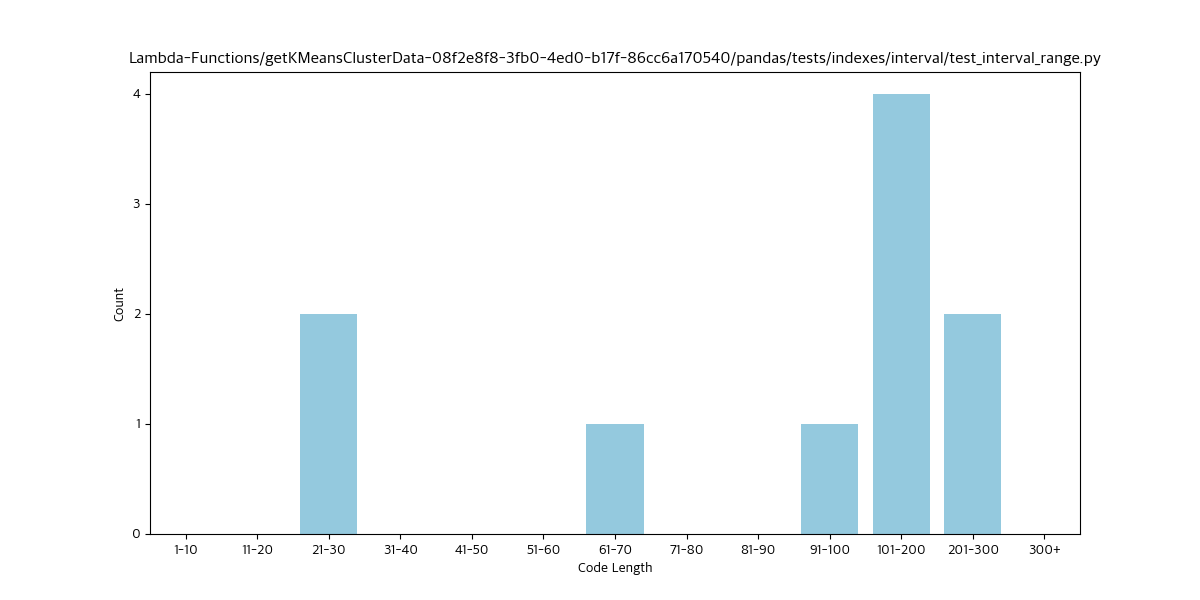 Lambda-Functions/getKMeansClusterData-08f2e8f8-3fb0-4ed0-b17f-86cc6a170540/pandas/tests/indexes/interval/test_interval_range.py
4
3
2
1
0
Count
1-10 11-20 21-30 31-40 41-50 51-60 61-70 71-80 81-90 91-100 101-200 201-300 300+
Code Length